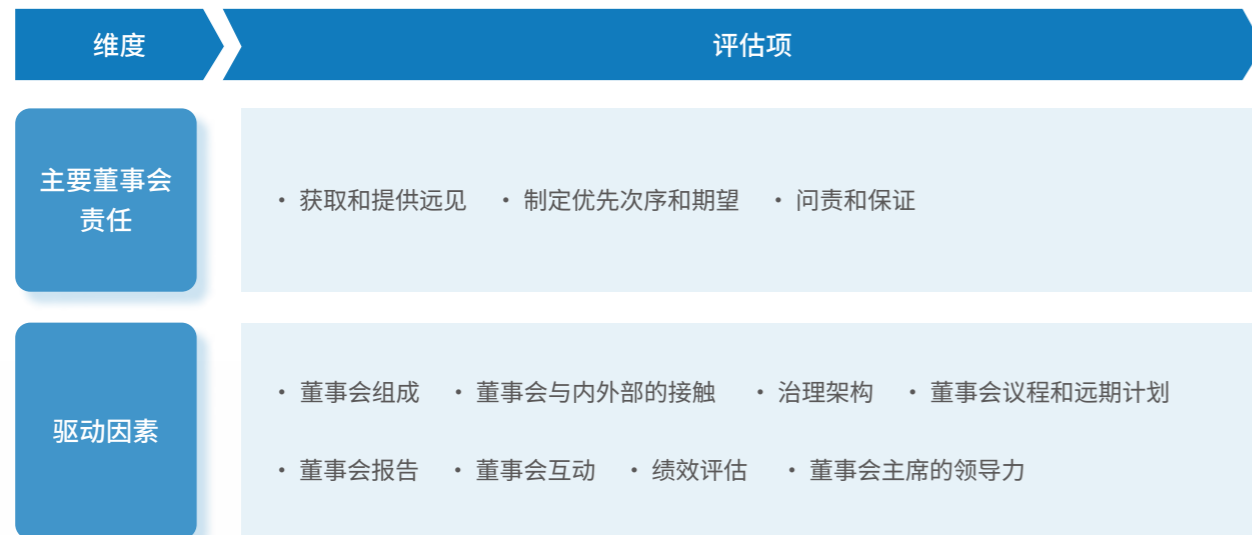 维度
评估项
主要董事会
责任
· 获取和提供远见 · 制定优先次序和期望 · 问责和保证
驱动因素
· 董事会组成 · 董事会与内外部的接触 · 治理架构 · 董事会议程和远期计划
· 董事会报告 · 董事会互动 · 绩效评估 · 董事会主席的领导力